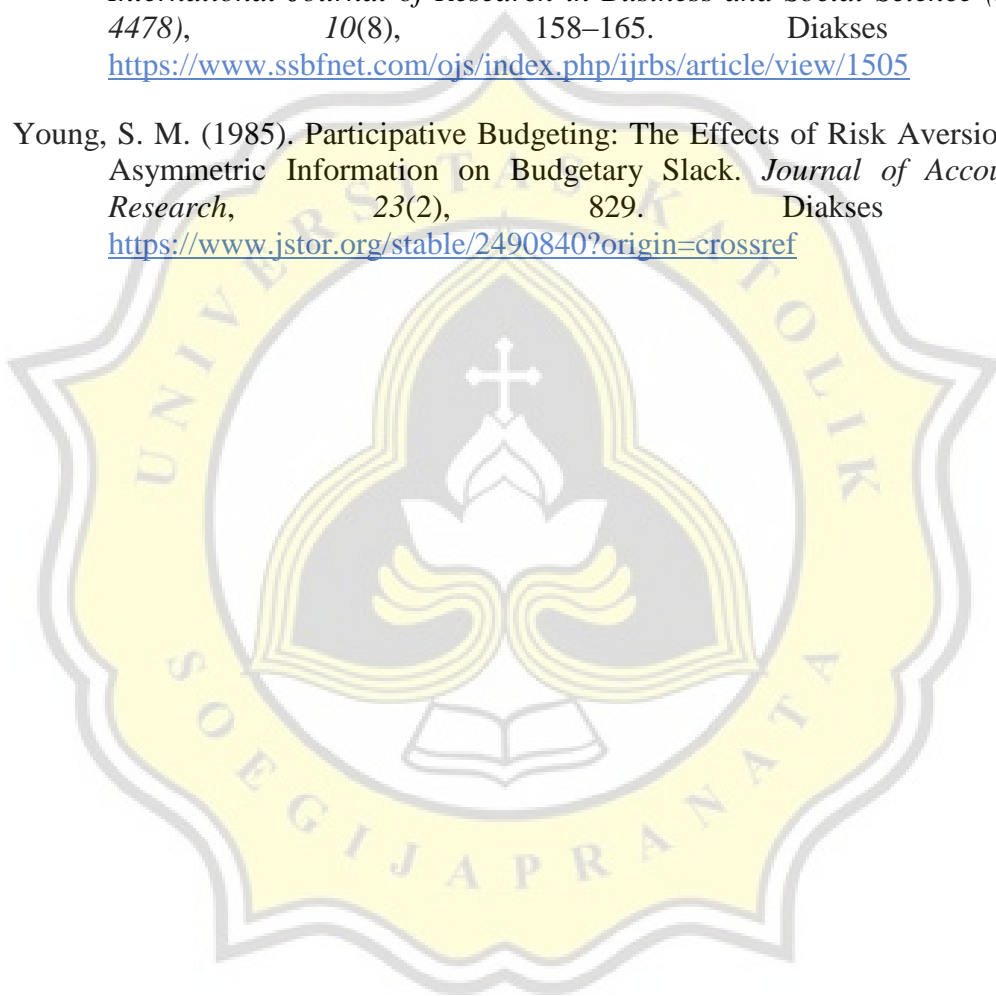 International Journal of Research in Business and Social Science (
4478), 10(8), 158–165. Diakses
https://www.ssbfnet.com/ojs/index.php/ijrbs/article/view/1505
Young, S. M. (1985). Participative Budgeting: The Effects of Risk Aversio
Asymmetric Information on Budgetary Slack. Journal of Accou
Research, 23(2), 829. Diakses
https://www.jstor.org/stable/2490840?origin=crossref
UNIVERSITAS KATOLIK
SOEGIJAPRANATA